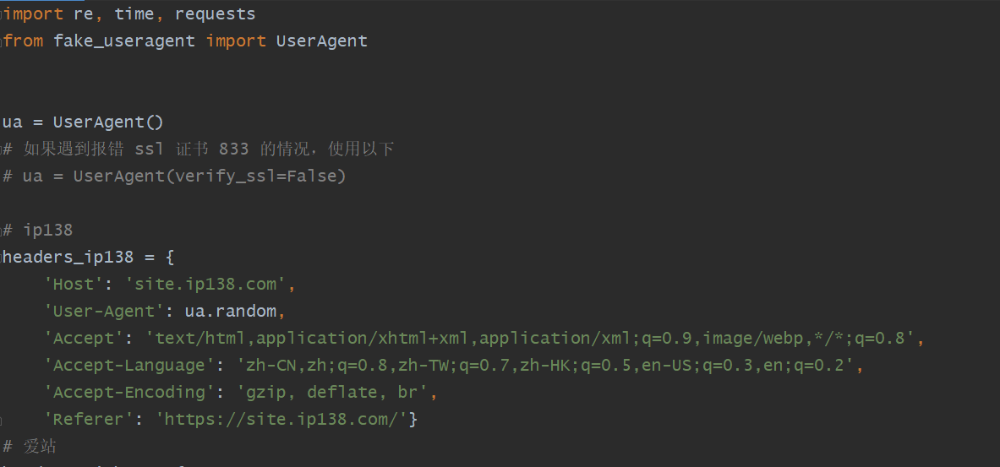 import re, time, requests
from fake_useragent import UserAgent
ua = UserAgent()
# 如果遇到报错 ssl 证书 833 的情况，使用以下
# ua = UserAgent(verify_ssl=False)
# ip138
headers_ip138 = {
    'Host': 'site.ip138.com',
    'User-Agent': ua.random,
    'Accept': 'text/html,application/xhtml+xml,application/xml;q=0.9,image/webp,*/*;q=0.8',
    'Accept-Language': 'zh-CN,zh;q=0.8,zh-TW;q=0.7,zh-HK;q=0.5,en-US;q=0.3,en;q=0.2',
    'Accept-Encoding': 'gzip, deflate, br',
    'Referer': 'https://site.ip138.com/'}
# 爱站